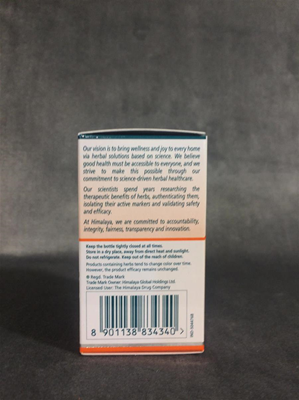 Our vision is to bring wellness and joy to every home
via herbal solutions based on science. We believe
good health must be accessible to everyone, and we
strive to make this possible through our
commitment to science-driven herbal healthcare.
Our scientists spend years researching the
therapeutic benefits of herbs, authenticating them,
isolating their active markers and validating safety
and efficacy.
At Himalaya, we are committed to accountability,
integrity, fairness, transparency and innovation.
Keep the bottle tightly closed at all times.
Store in a dry place, away from direct heat and sunlight
Do not refrigerate. Keep out of the reach of children.
Products containing herbs tend to change color over time.
However, the product efficacy remains unchanged.
® Regd. Trade Mark
Trade Mark Owner:Himalaya Global Holdings Ltd.
Licensed User: The Himalaya Drug Company
8 901138 834340 >